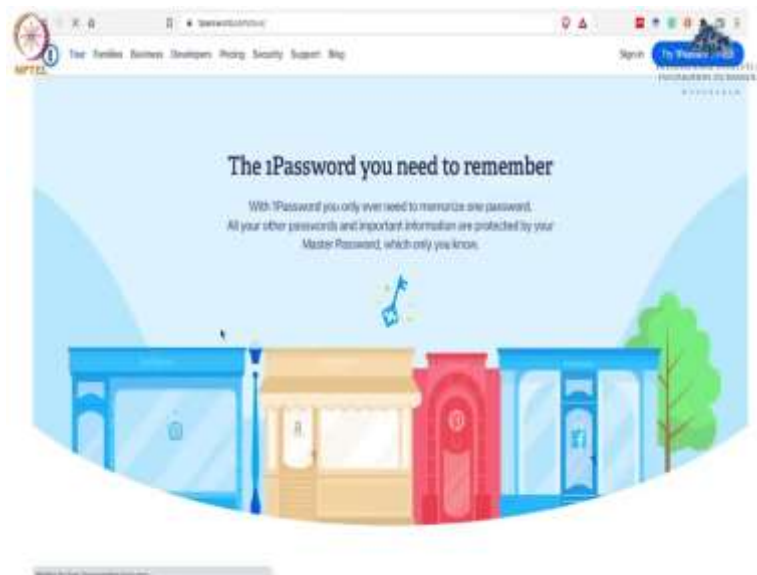 Tour Families Business Developers Pricing Security Support Blog
Sign in
NPTEL
The 1Password you need to remember
With 1Password you only ever need to memorize one password.
All your other passwords and important information are protected by your
Master Password, which only you know.